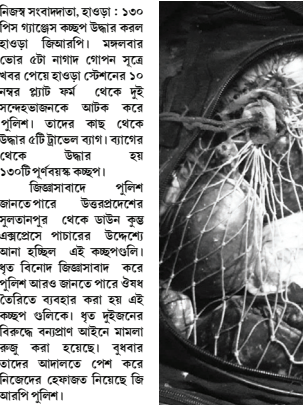 নিজস্ব সংবাদদাতা, হাওড়া : ১৩০
পিস গ্যাঞ্জেস কচ্ছপ উদ্ধার করল
হাওড়া জিআরপি। মঙ্গলবার
ভোর ৫টা নাগাদ গোপন সূত্রে
খবর পেয়ে হাওড়া স্টেশনের ১০
নম্বর প্ল্যাট ফর্ম থেকে দুই
সন্দেহভাজনকে আটক করে
পুলিশ। তাদের কাছ থেকে
উদ্ধার ৫টি ট্রাভেল ব্যাগ। ব্যাগের
থেকে উদ্ধার হয়
১৩০টি পূর্ণবয়স্ক কচ্ছপ।
জিজ্ঞাসাবাদে পুলিশ
জানতে পারে উত্তরপ্রদেশের
সুলতানপুর থেকে ডাউন কুম্ভ
এক্সপ্রেসে পাচারের উদ্দেশ্যে
আনা হচ্ছিল এই কচ্ছপগুলি।
ধৃত বিনোদ জিজ্ঞাসাবাদ করে
পুলিশ আরও জানতে পারে ঔষধ
তৈরিতে ব্যবহার করা হয় এই
কচ্ছপ গুলিকে। ধৃত দুইজনের
বিরুদ্ধে বন্যপ্রাণ আইনে মামলা
রুজু করা হয়েছে। বুধবার
তাদের আদালতে পেশ করে
নিজেদের হেফাজত নিয়েছে জি
আরপি পুলিশ।